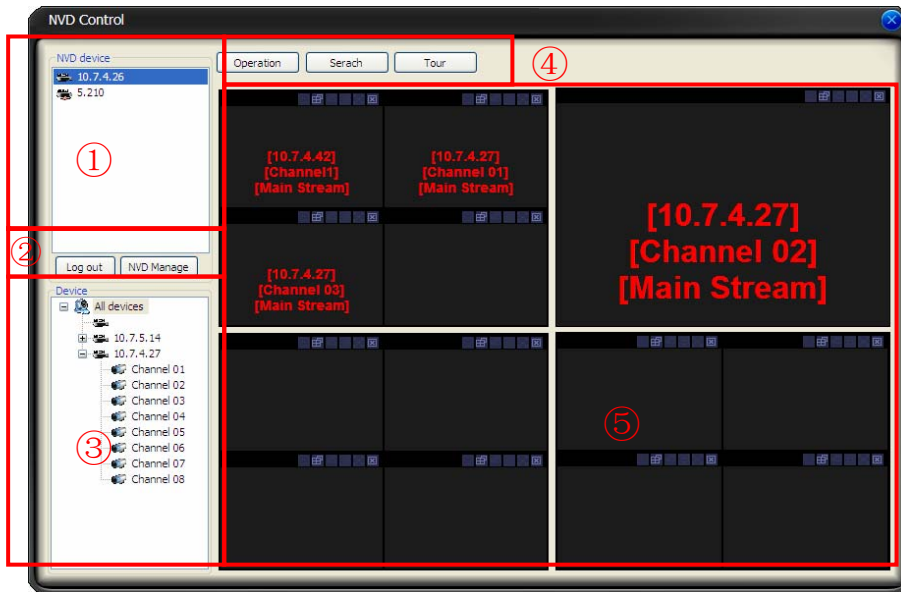 NVD Control
NVD device
10.7.4.26
5.210
①
②
Log out NVD Manage
Device
All devices
10.7.5.14
10.7.4.27
Channel 01
Channel 02
Channel 03
Channel 04
Channel 05
Channel 06
Channel 07
Channel 08
③
Operation Serach Tour
④
[10.7.4.42]
[Channel1]
[Main Stream]
[10.7.4.27]
[Channel 01]
[Main Stream]
[10.7.4.27]
[Channel 03]
[Main Stream]
[10.7.4.27]
[Channel 02]
[Main Stream]
⑤